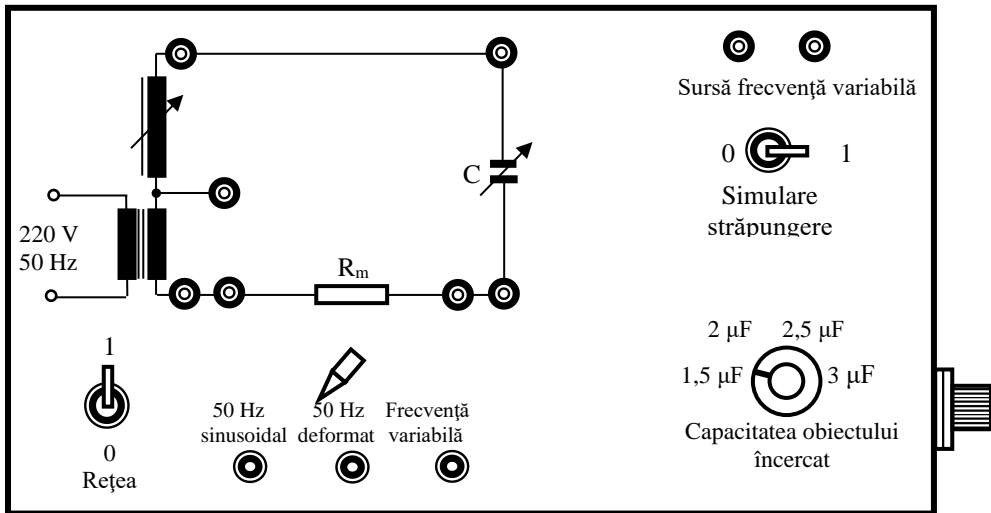 Sursă frecvenţă variabilă
0
1
Simulare
străpungere
C
220 V
50 Hz
R_m
2 μF
2,5 μF
1,5 μF
3 μF
Capacitatea obiectului
încercat
1
0
Reţea
50 Hz
sinusoidal
50 Hz
deformat
Frecvenţă
variabilă